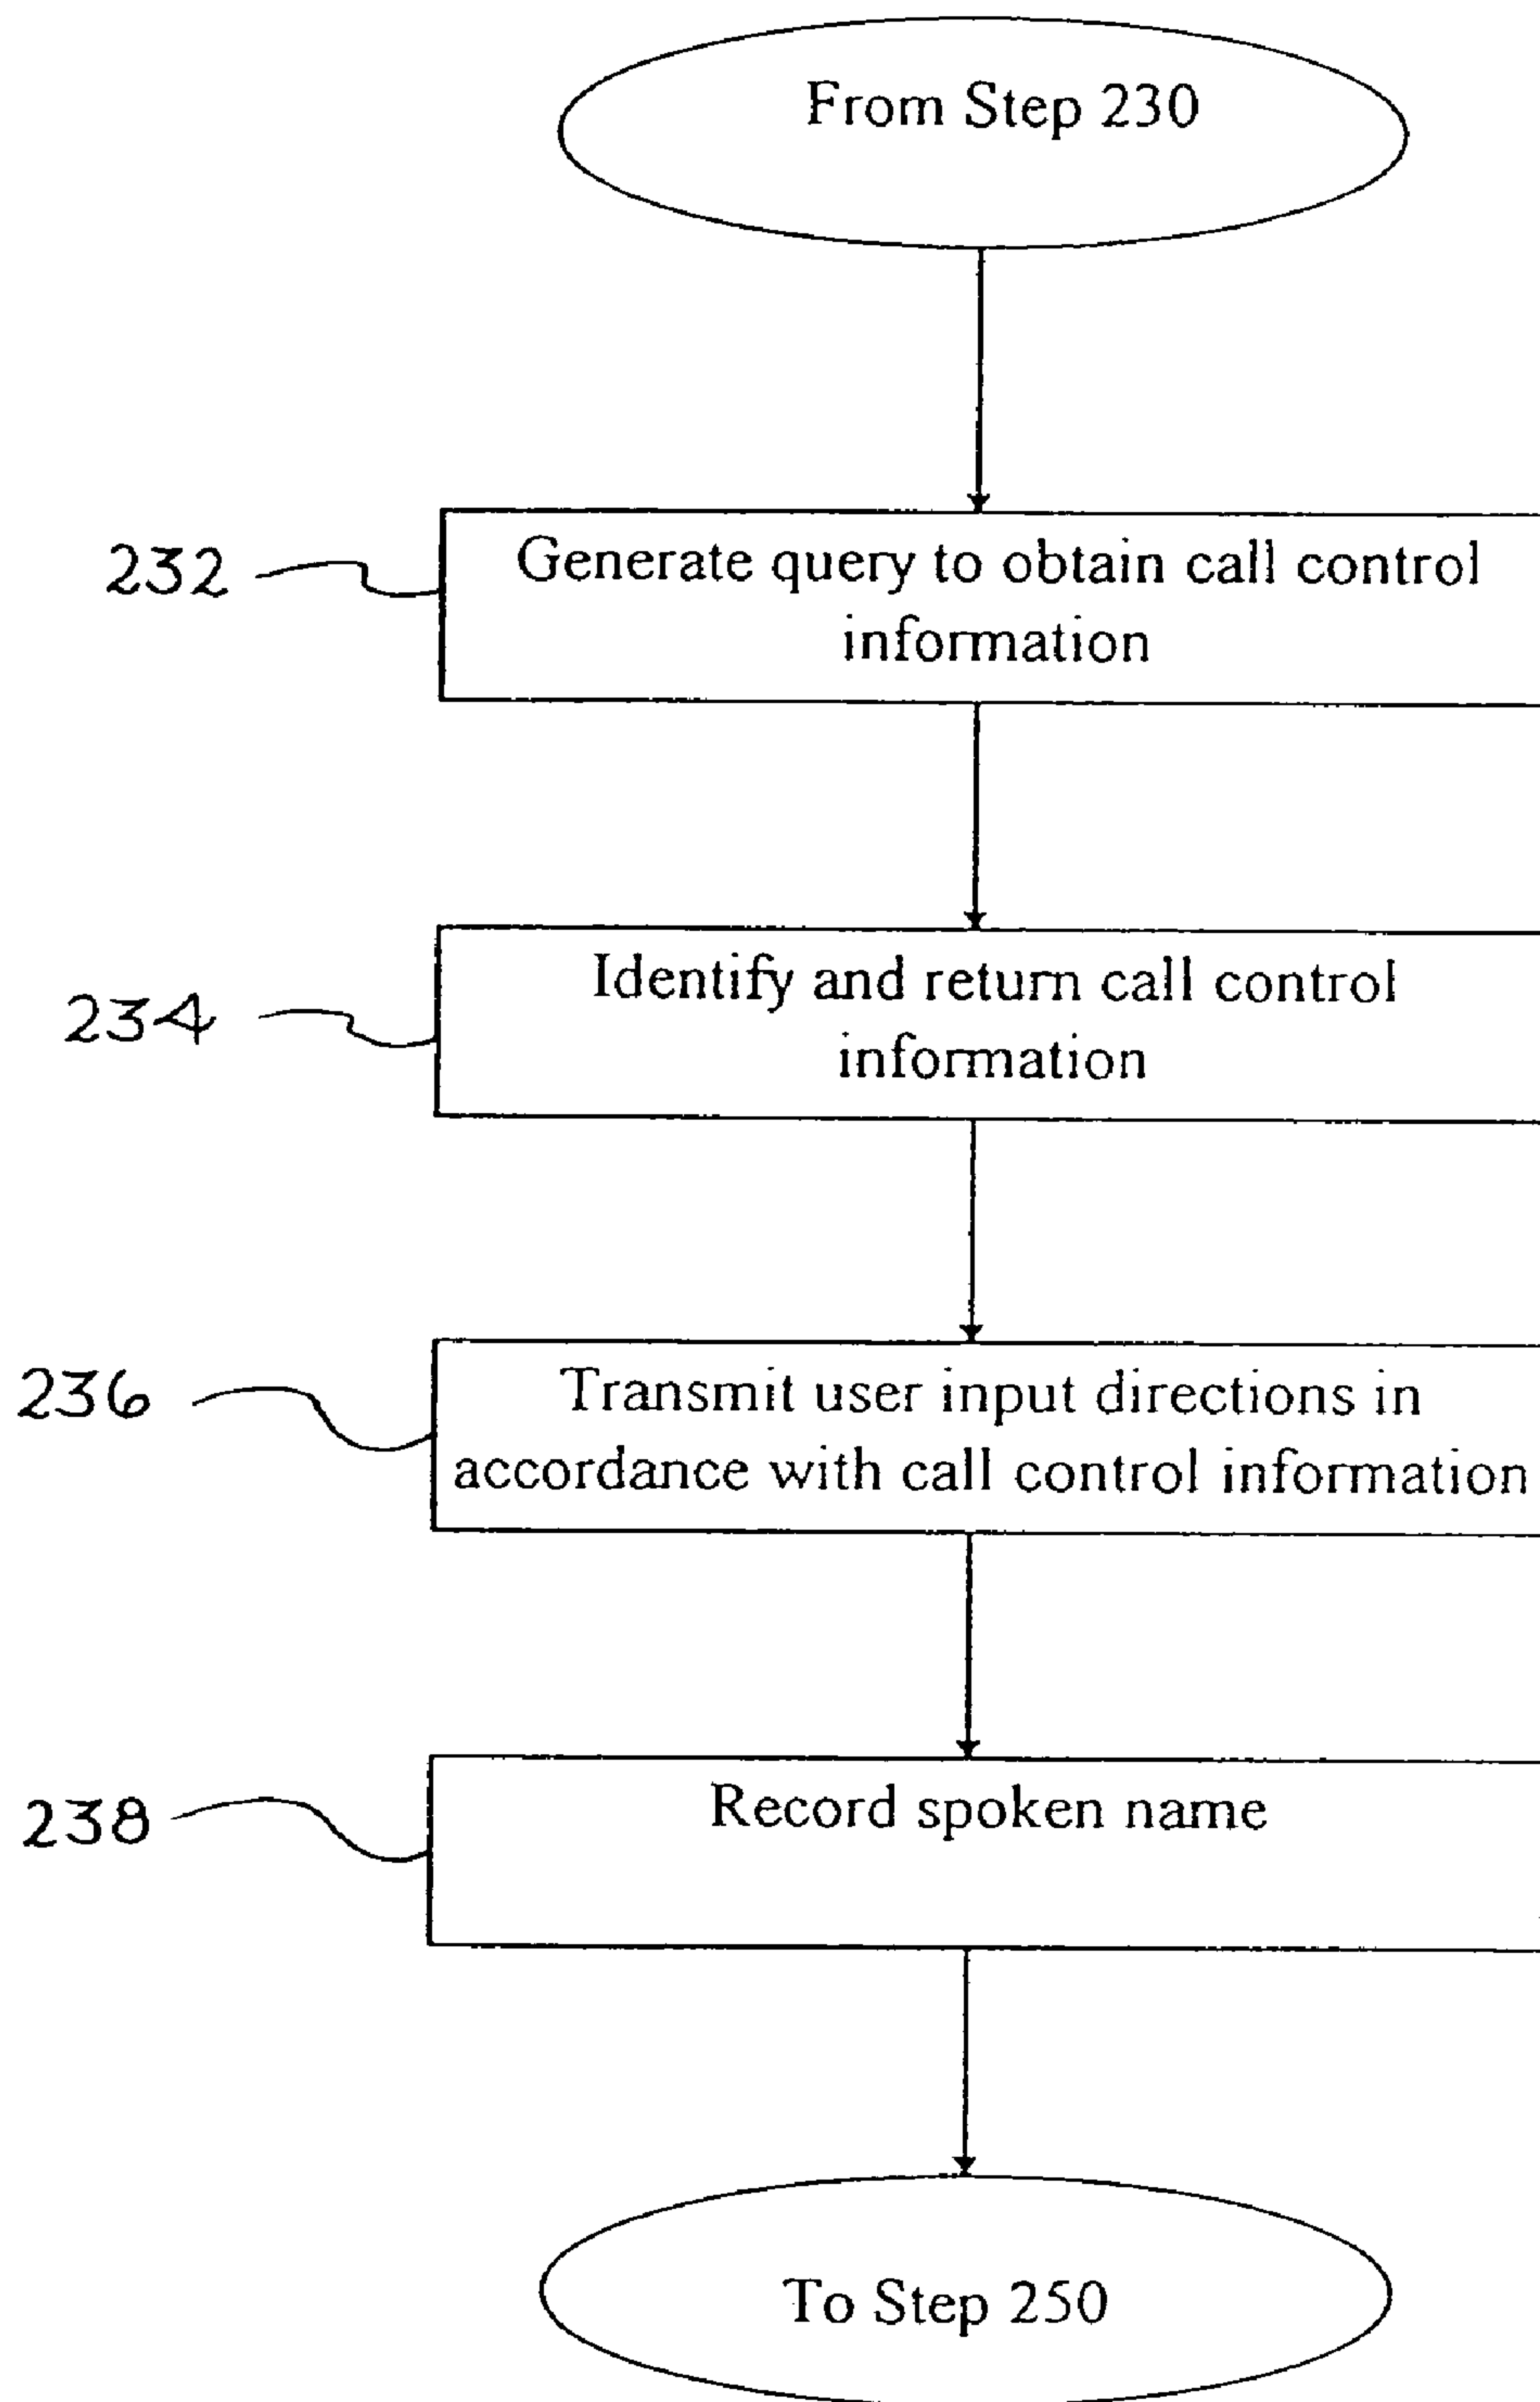 From Step 230
232
Generate query to obtain call control
information
234
Identify and return call control
information
236
Transmit user input directions in
accordance with call control information
238
Record spoken name
To Step 250